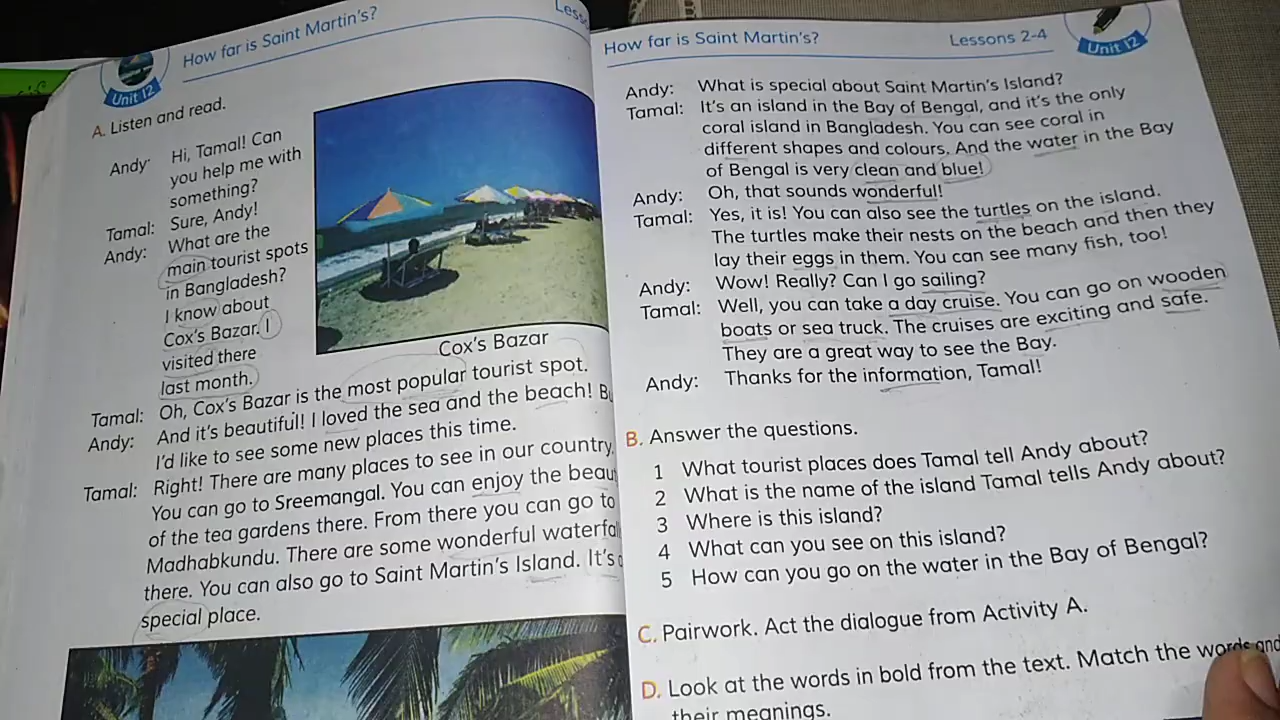 How far is Saint Martin's?
Unit 12
A. Listen and read.
Andy: Hi, Tamal! Can
you help me with
something?
Tamal: Sure, Andy!
Andy: What are the
main tourist spots
in Bangladesh?
I know about
Cox's Bazar. I
visited there
last month.
Cox's Bazar
Tamal: Oh, Cox's Bazar is the most popular tourist spot.
Andy: And it's beautiful! I loved the sea and the beach!
I'd like to see some new places this time.
Tamal: Right! There are many places to see in our country.
You can go to Sreemangal. You can enjoy the
of the tea gardens there. From there you can go to
Madhabkundu. There are some wonderful
there. You can also go to Saint Martin's Island. It's
special place.
How far is Saint Martin's?
Lessons 2-4
Unit 12
Andy: What is special about Saint Martin's Island?
Tamal: It's an island in the Bay of Bengal, and it's the only
coral island in Bangladesh. You can see coral in
different shapes and colours. And the water in the Bay
of Bengal is very clean and blue!
Andy: Oh, that sounds wonderful!
Tamal: Yes, it is! You can also see the turtles on the island.
The turtles make their nests on the beach and then they
lay their eggs in them. You can see many fish, too!
Andy: Wow! Really? Can I go sailing?
Tamal: Well, you can take a day cruise. You can go on wooden
boats or sea truck. The cruises are exciting and safe.
They are a great way to see the Bay.
Andy: Thanks for the information, Tamal!
B. Answer the questions.
1 What tourist places does Tamal tell Andy about?
2 What is the name of the island Tamal tells Andy about?
3 Where is this island?
4 What can you see on this island?
5 How can you go on the water in the Bay of Bengal?
C. Pairwork. Act the dialogue from Activity A.
D. Look at the words in bold from the text. Match the words and
their meanings.